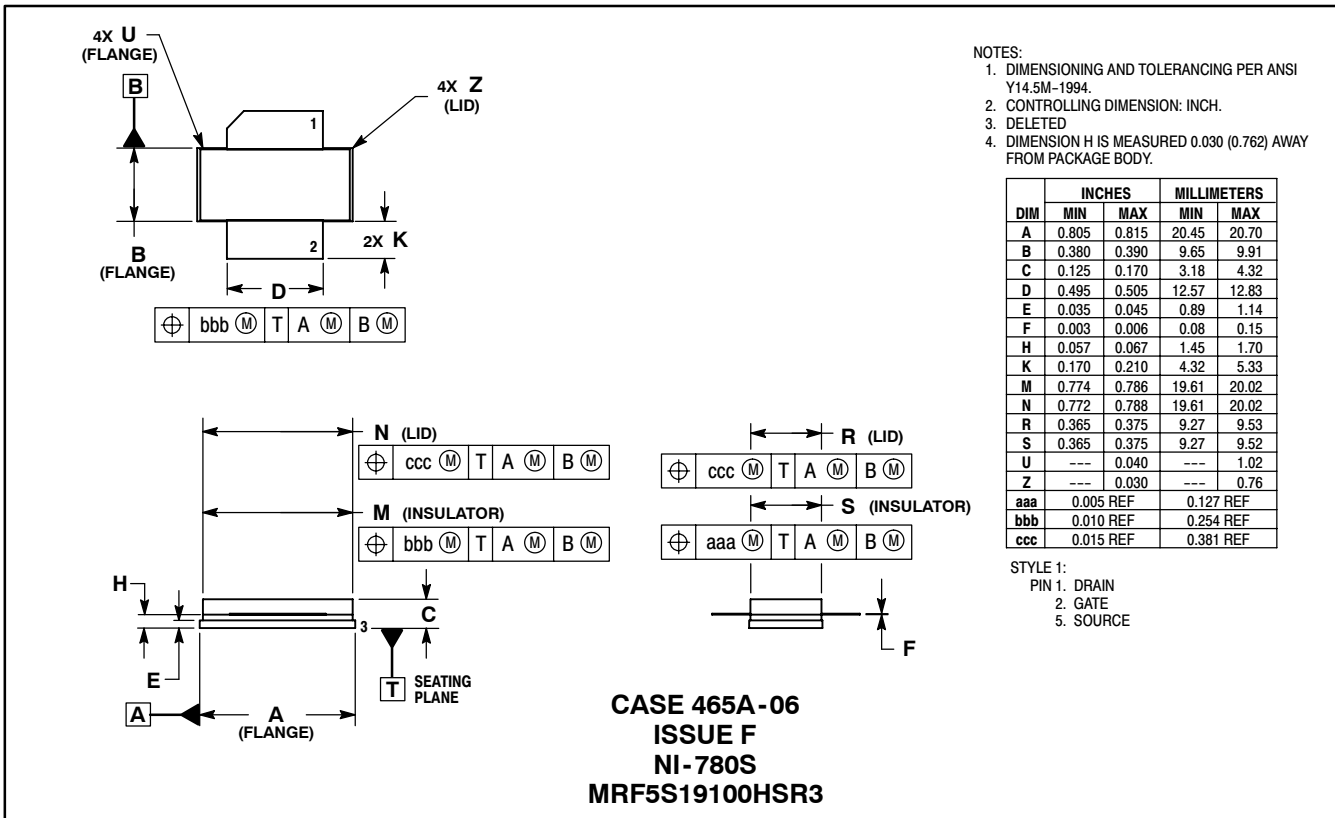 4X U
(FLANGE)
B
4X Z
(LID)
1
2
B
(FLANGE)
2X K
D
⌖ bbb Ⓜ T A Ⓜ B Ⓜ
N (LID)
⌖ ccc Ⓜ T A Ⓜ B Ⓜ
M (INSULATOR)
⌖ bbb Ⓜ T A Ⓜ B Ⓜ
H
C
3
E
T SEATING
PLANE
A
A
(FLANGE)
R (LID)
⌖ ccc Ⓜ T A Ⓜ B Ⓜ
S (INSULATOR)
⌖ aaa Ⓜ T A Ⓜ B Ⓜ
F
NOTES:
1. DIMENSIONING AND TOLERANCING PER ANSI
Y14.5M-1994.
2. CONTROLLING DIMENSION: INCH.
3. DELETED
4. DIMENSION H IS MEASURED 0.030 (0.762) AWAY
FROM PACKAGE BODY.
INCHES MILLIMETERS
DIM MIN MAX MIN MAX
A 0.805 0.815 20.45 20.70
B 0.380 0.390 9.65 9.91
C 0.125 0.170 3.18 4.32
D 0.495 0.505 12.57 12.83
E 0.035 0.045 0.89 1.14
F 0.003 0.006 0.08 0.15
H 0.057 0.067 1.45 1.70
K 0.170 0.210 4.32 5.33
M 0.774 0.786 19.61 20.02
N 0.772 0.788 19.61 20.02
R 0.365 0.375 9.27 9.53
S 0.365 0.375 9.27 9.52
U --- 0.040 --- 1.02
Z --- 0.030 --- 0.76
aaa 0.005 REF 0.127 REF
bbb 0.010 REF 0.254 REF
ccc 0.015 REF 0.381 REF
STYLE 1:
PIN 1. DRAIN
2. GATE
5. SOURCE
CASE 465A-06
ISSUE F
NI-780S
MRF5S19100HSR3